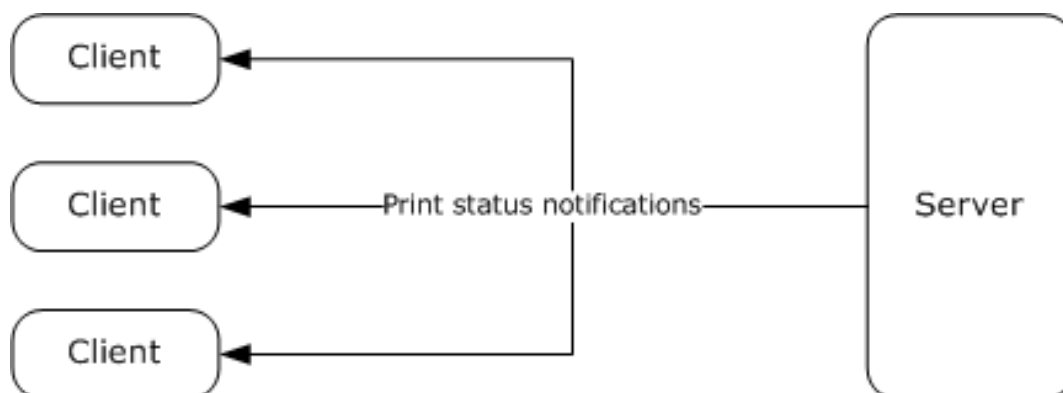 Client
Client
Print status notifications
Server
Client